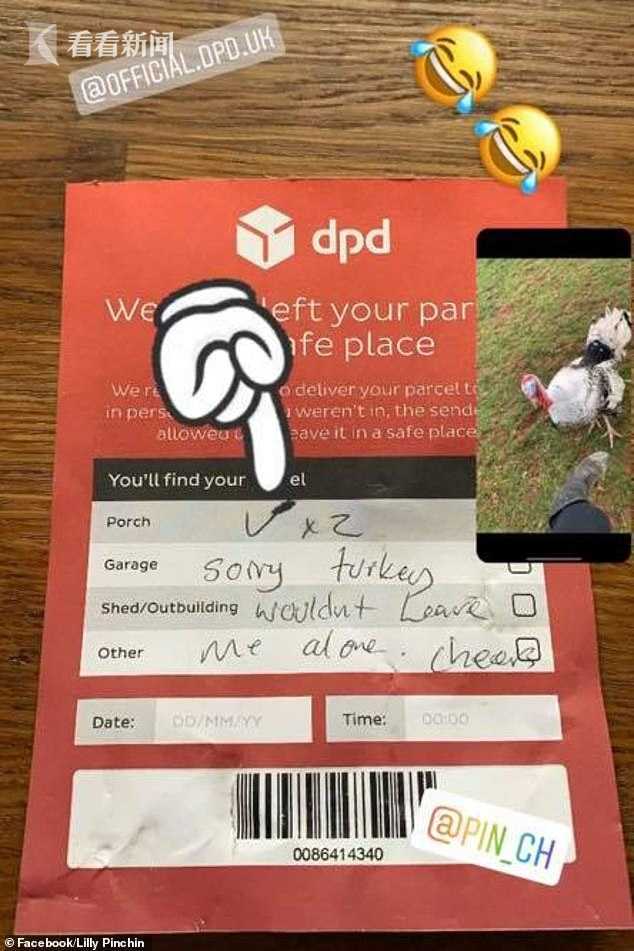 看看新闻
@OFFICIAL.DPD.UK
dpd
We left your par
safe place
We re o deliver your parcel to
in pers u weren't in, the sende
allowed eave it in a safe place
You'll find your el
Porch ✓ x 2
Garage sorry turkey
Shed/Outbuilding wouldnt Leave
Other me alone. cheers
Date: DD/MM/YY Time: 00:00
0086414340
@PIN_CH
© Facebook/Lilly Pinchin